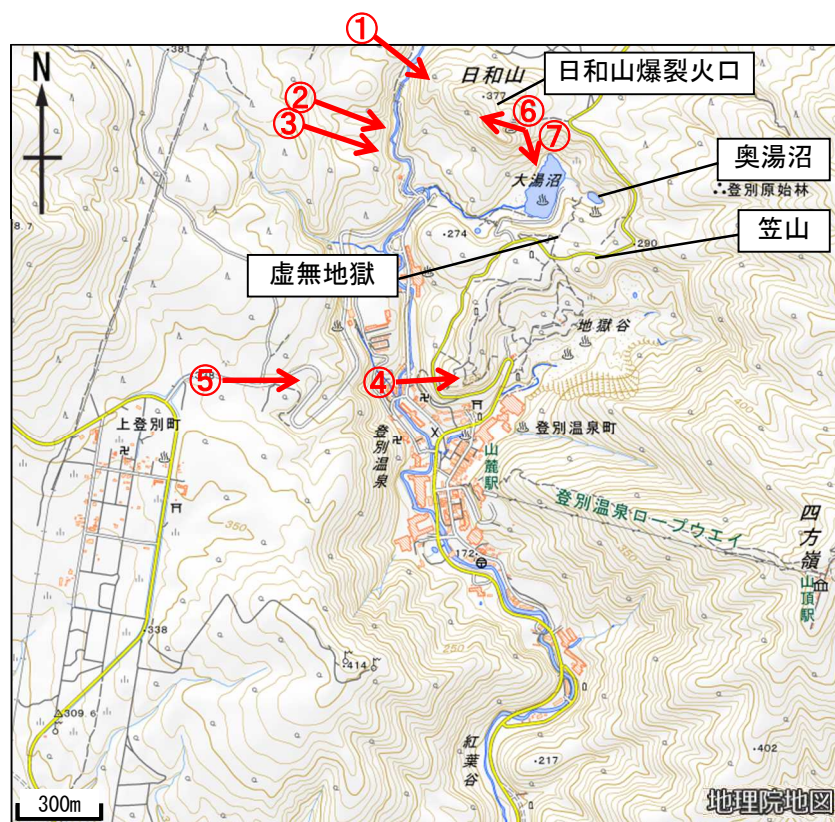 ①
・381
N
日和山
・377
日和山爆裂火口
②
③
⑥
⑦
大湯沼
奥湯沼
登別原始林
8.7
・274
・290
笠山
虚無地獄
地獄谷
⑤
④
上登別町
登別温泉
登別温泉町
山麓駅
350
登別温泉ロープウエイ
四方嶺
山頂駅
172
・338
250
・414
309.6
紅葉谷
・217
・402
300m
地理院地図